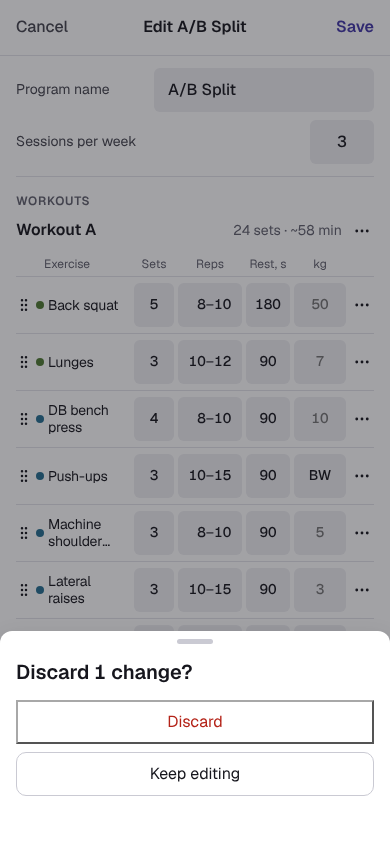 Cancel Edit A/B Split Save
Program name A/B Split
Sessions per week 3
WORKOUTS
Workout A 24 sets · ~58 min
Exercise Sets Reps Rest, s kg
Back squat 5 8–10 180 50
Lunges 3 10–12 90 7
DB bench press 4 8–10 90 10
Push-ups 3 10–15 90 BW
Machine shoulder... 3 8–10 90 5
Lateral raises 3 10–15 90 3
Discard 1 change?
Discard
Keep editing